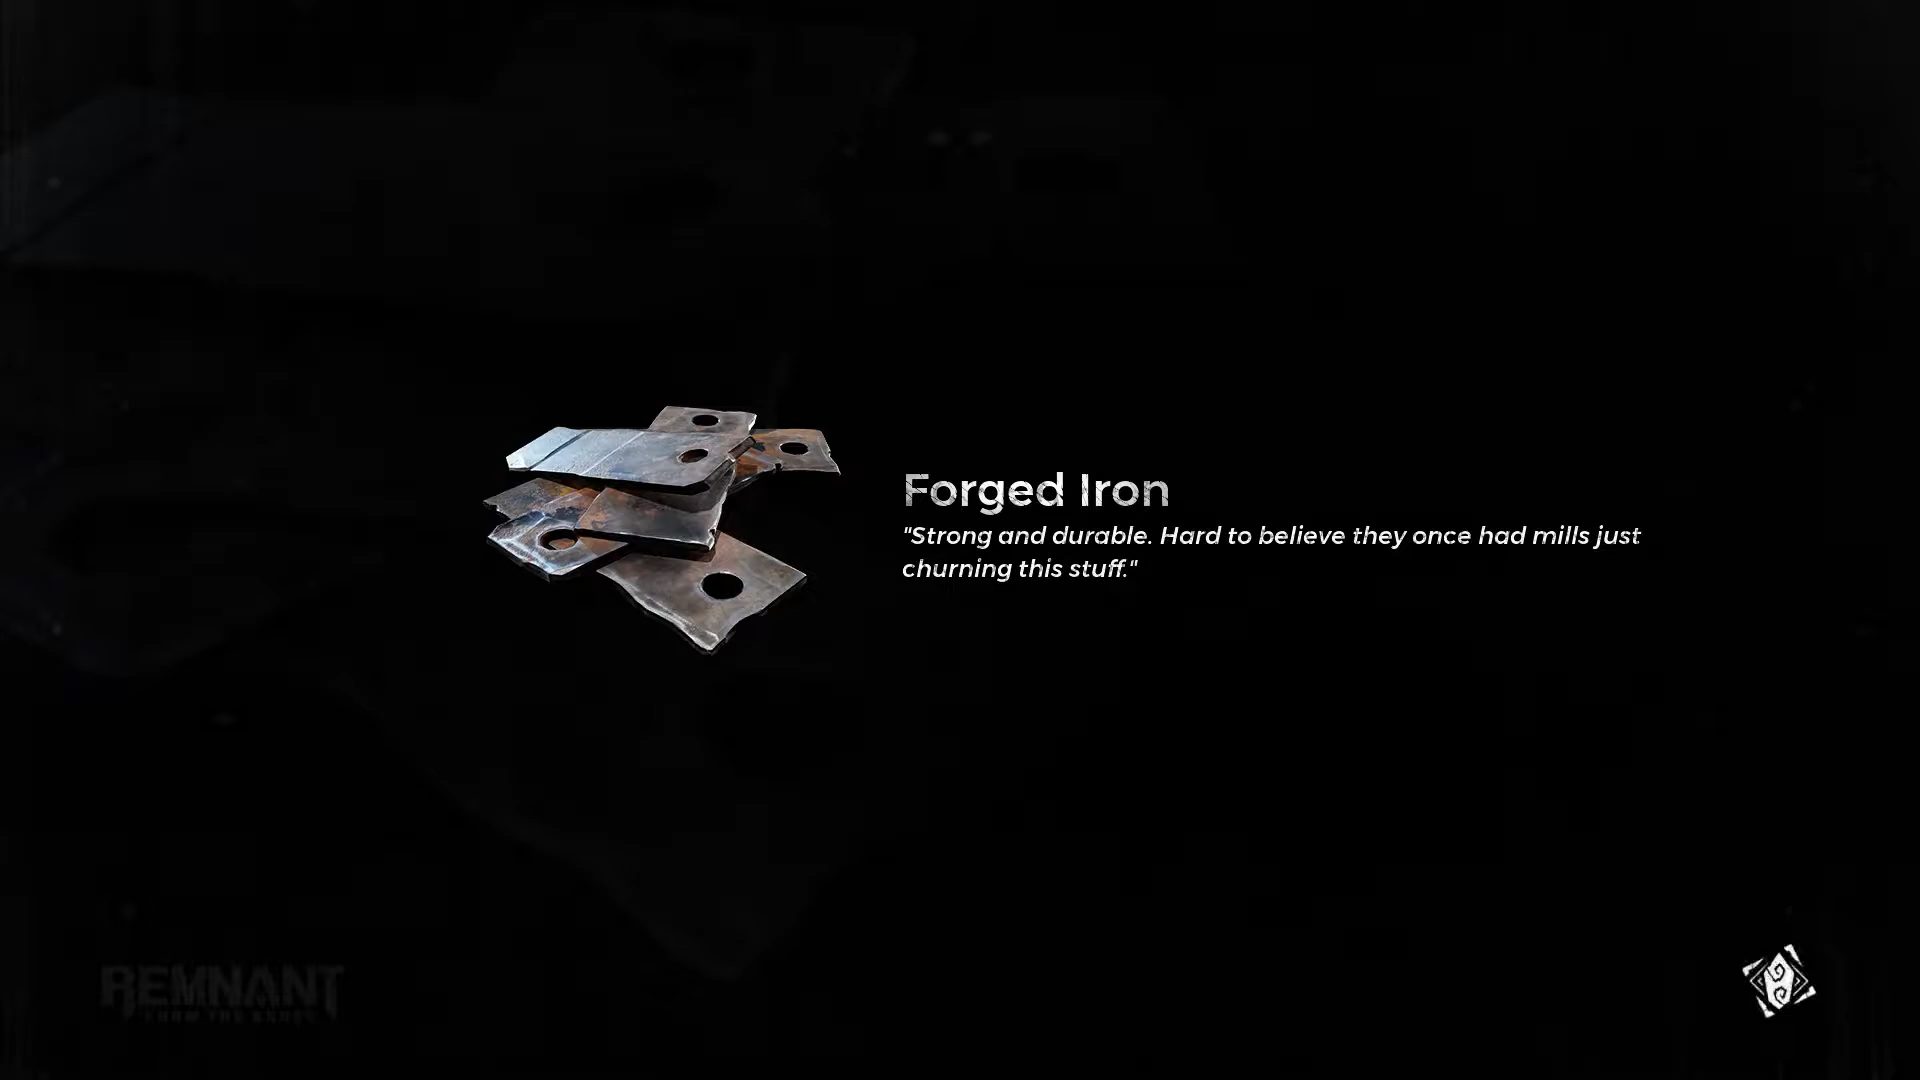 Forged Iron
"Strong and durable. Hard to believe they once had mills just
churning this stuff."
REMNANT
FROM THE ASHES